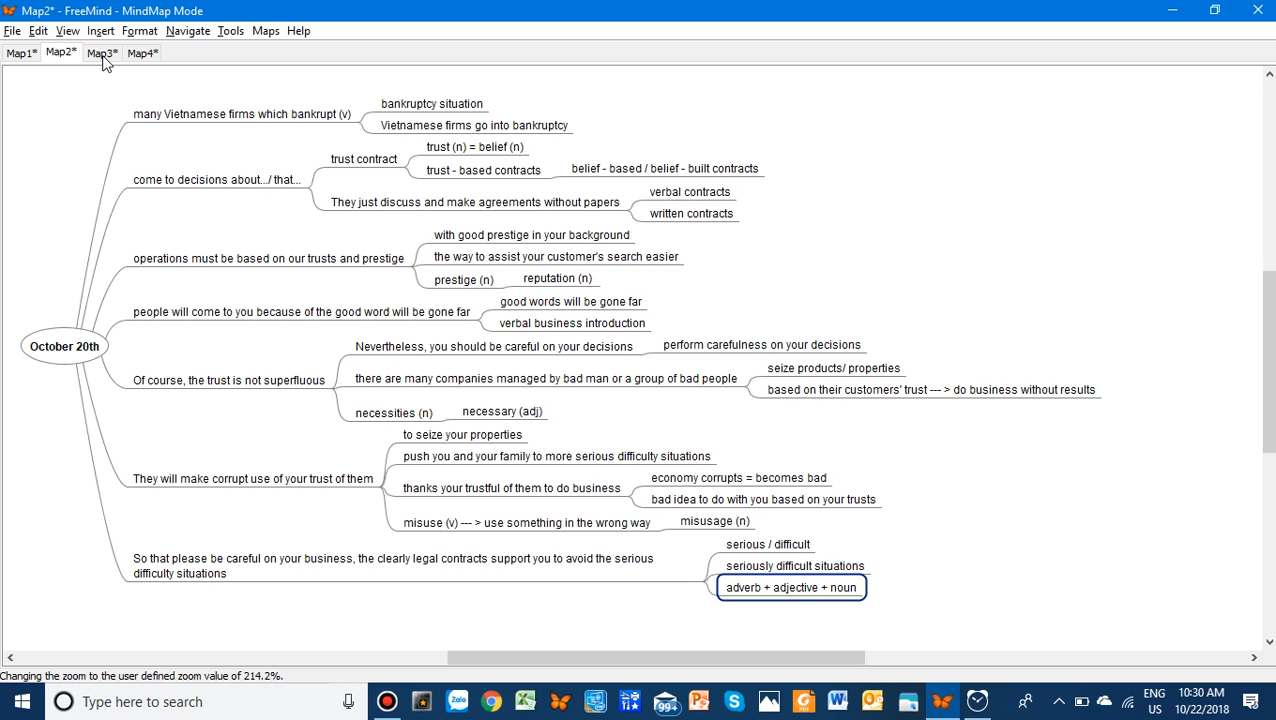 Map2* - FreeMind - MindMap Mode
File Edit View Insert Format Navigate Tools Maps Help
Map1* Map2* Map3* Map4*
October 20th
many Vietnamese firms which bankrupt (v)
bankruptcy situation
Vietnamese firms go into bankruptcy
come to decisions about.../ that...
trust contract
trust (n) = belief (n)
trust - based contracts
belief - based / belief - built contracts
They just discuss and make agreements without papers
verbal contracts
written contracts
operations must be based on our trusts and prestige
with good prestige in your background
the way to assist your customer's search easier
prestige (n)
reputation (n)
people will come to you because of the good word will be gone far
good words will be gone far
verbal business introduction
Of course, the trust is not superfluous
Nevertheless, you should be careful on your decisions
perform carefulness on your decisions
there are many companies managed by bad man or a group of bad people
seize products/ properties
based on their customers' trust --- > do business without results
necessities (n)
necessary (adj)
They will make corrupt use of your trust of them
to seize your properties
push you and your family to more serious difficulty situations
thanks your trustful of them to do business
economy corrupts = becomes bad
bad idea to do with you based on your trusts
misuse (v) --- > use something in the wrong way
misusage (n)
So that please be careful on your business, the clearly legal contracts support you to avoid the serious
difficulty situations
serious / difficult
seriously difficult situations
adverb + adjective + noun
Changing the zoom to the user defined zoom value of 214.2%.
Type here to search
Zalo
99+
PDF
ENG
US
10:30 AM
10/22/2018